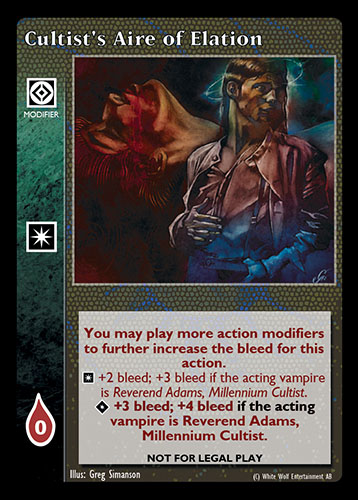 Cultist's Aire of Elation
MODIFIER
You may play more action modifiers
to further increase the bleed for this
action.
+2 bleed; +3 bleed if the acting vampire
is Reverend Adams, Millennium Cultist.
+3 bleed; +4 bleed if the acting
vampire is Reverend Adams,
Millennium Cultist.
NOT FOR LEGAL PLAY
0
Illus: Greg Simanson
(C) White Wolf Entertainment AB